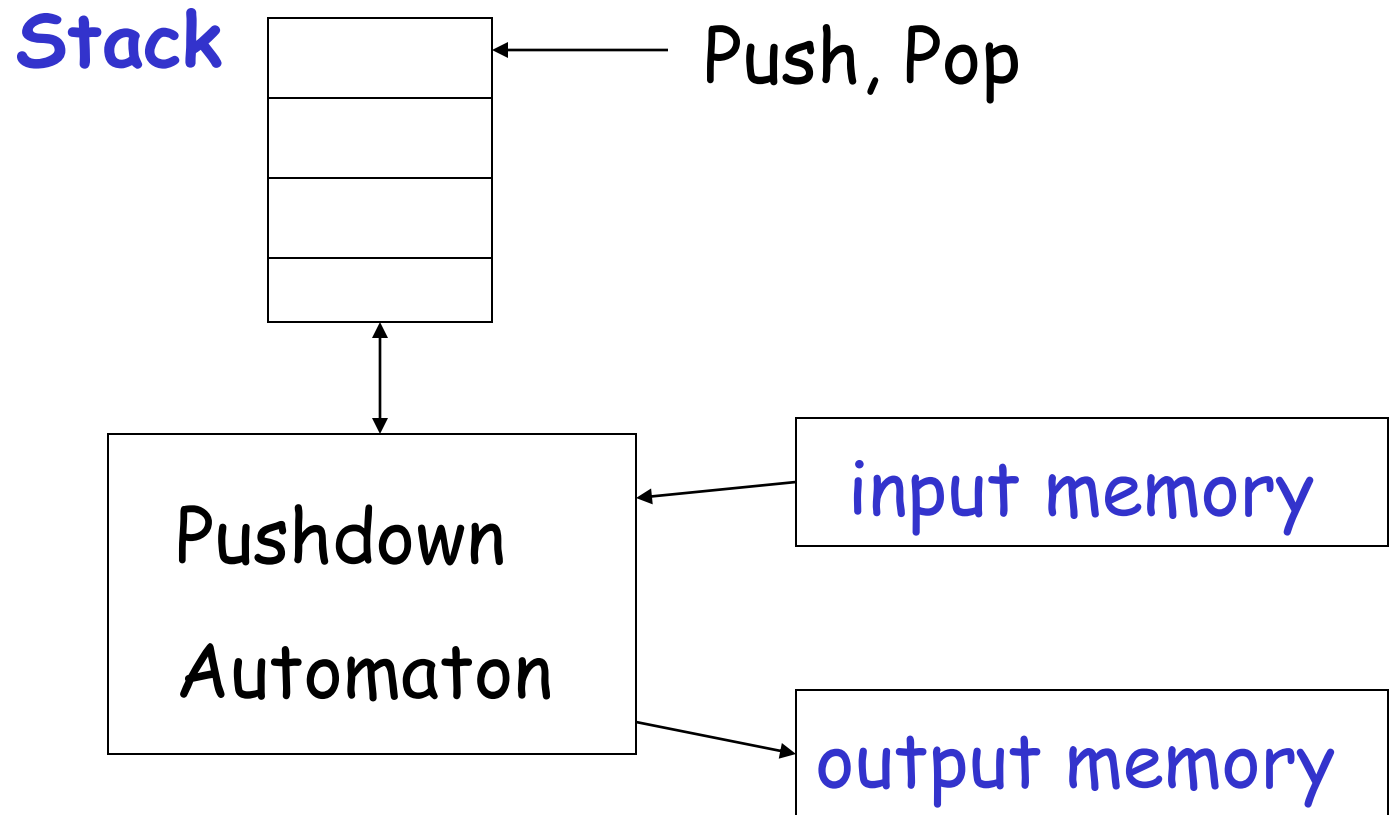 Stack
Push, Pop
input memory
Pushdown
Automaton
output memory